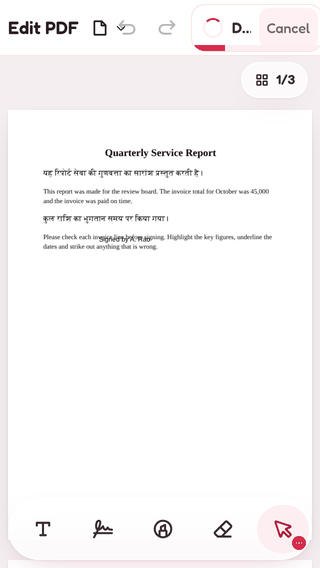 Edit PDF
D...
Cancel
1/3
Quarterly Service Report
यह रिपोर्ट सेवा की गुणवत्ता का सारांश प्रस्तुत करती है।
This report was made for the review board. The invoice total for October was 45,000
and the invoice was paid on time.
कुल राशि का भुगतान समय पर किया गया।
Please check each invoice line before signing. Highlight the key figures, underline the
Signed by A. Rao
dates and strike out anything that is wrong.
T